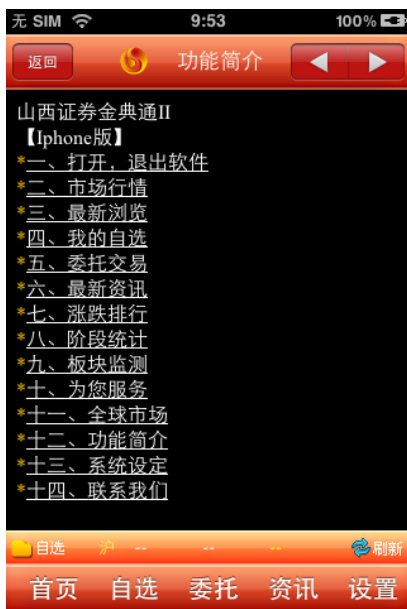 无 SIM 9:53 100%
返回 功能简介
山西证券金典通II
【Iphone版】
*一、打开，退出软件
*二、市场行情
*三、最新浏览
*四、我的自选
*五、委托交易
*六、最新资讯
*七、涨跌排行
*八、阶段统计
*九、板块监测
*十、为您服务
*十一、全球市场
*十二、功能简介
*十三、系统设定
*十四、联系我们
自选 沪 -- -- -- 刷新
首页 自选 委托 资讯 设置